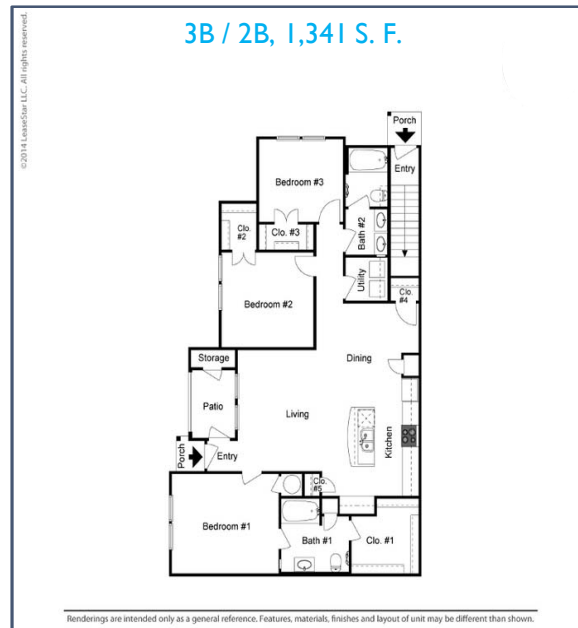 3B / 2B, 1,341 S. F.
©2014 LeaseStar LLC. All rights reserved.
Porch
Entry
Bedroom #3
Clo. #3
Bath #2
Clo.
#2
Utility
Clo.
#4
Bedroom #2
Dining
Storage
Patio
Living
Kitchen
Porch
Entry
Clo.
#5
Bedroom #1
Bath #1
Clo. #1
Renderings are intended only as a general reference. Features, materials, finishes and layout of unit may be different than shown.